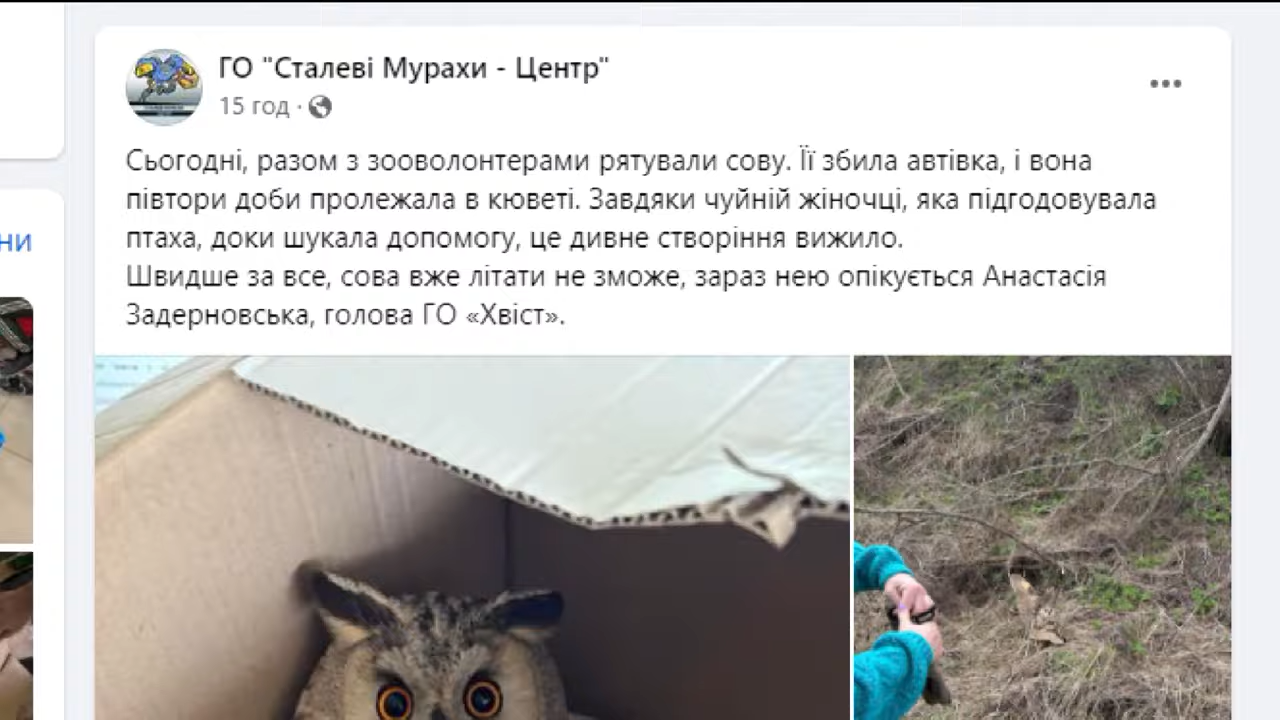 ГО "Сталеві Мурахи - Центр"
15 год ·
Сьогодні, разом з зооволонтерами рятували сову. Її збила автівка, і вона
півтори доби пролежала в кюветі. Завдяки чуйній жіночці, яка підгодовувала
птаха, доки шукала допомогу, це дивне створіння вижило.
Швидше за все, сова вже літати не зможе, зараз нею опікується Анастасія
Задерновська, голова ГО «Хвіст».
ни